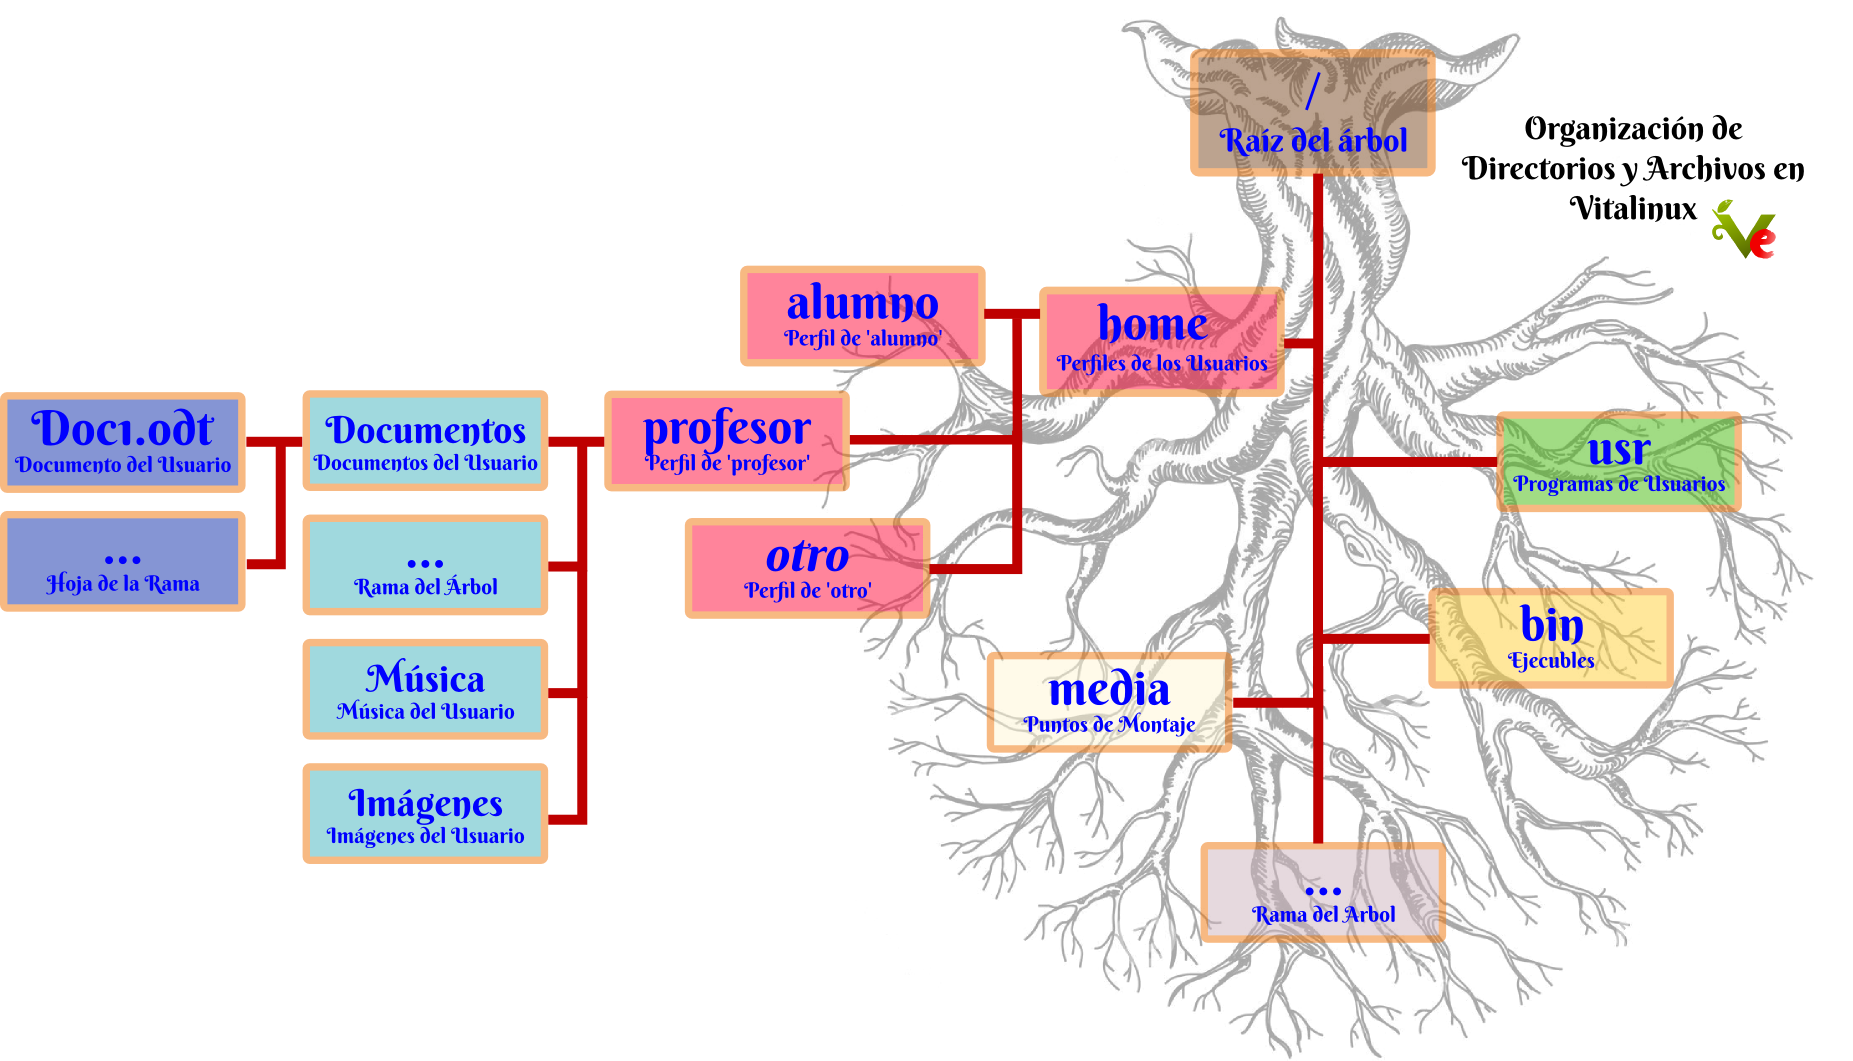 /
Raíz del árbol
Organización de
Directorios y Archivos en
Vitalinux
Ve
alumno
Perfil de 'alumno'
home
Perfiles de los Usuarios
Doc1.odt
Documento del Usuario
Documentos
Documentos del Usuario
profesor
Perfil de 'profesor'
usr
Programas de Usuarios
...
Hoja de la Rama
...
Rama del Árbol
otro
Perfil de 'otro'
bin
Ejecubles
Música
Música del Usuario
media
Puntos de Montaje
Imágenes
Imágenes del Usuario
...
Rama del Arbol